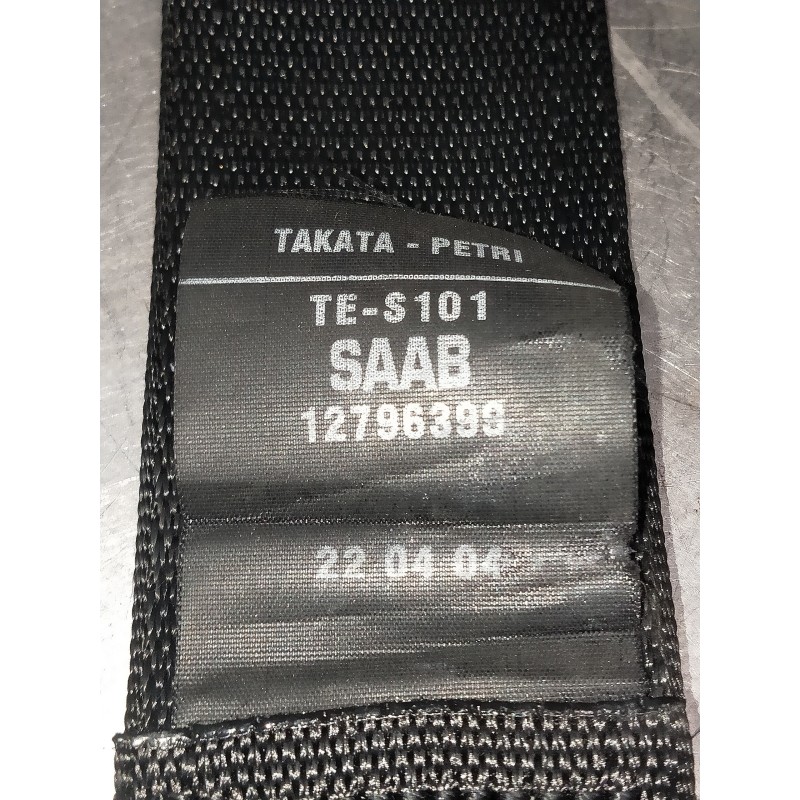 TAKATA - PETRI
TE-S101
SAAB
12796399
22 04 04